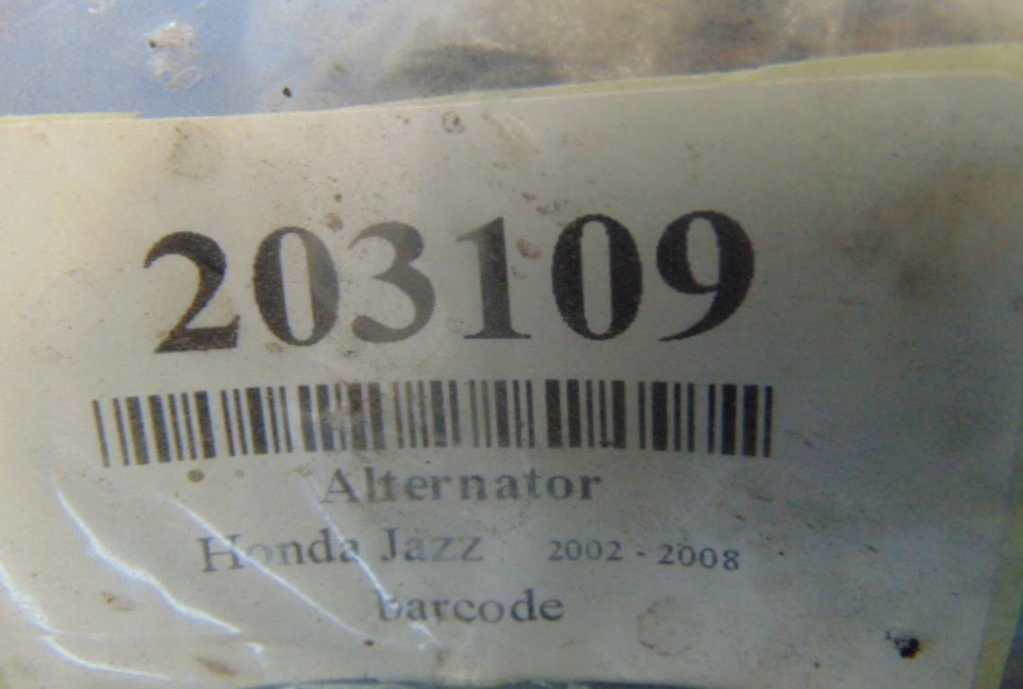 203109
Alternator
Honda Jazz 2002 - 2008
barcode